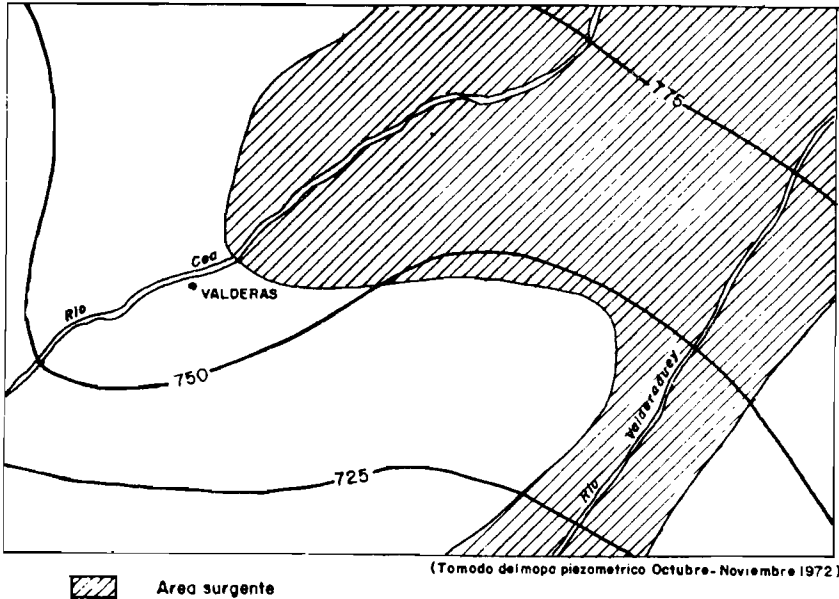 775
Rio Cea
VALDERAS
750
725
Rio Valderaduey
(Tomado del mapa piezometrico Octubre-Noviembre 1972)
Area surgente